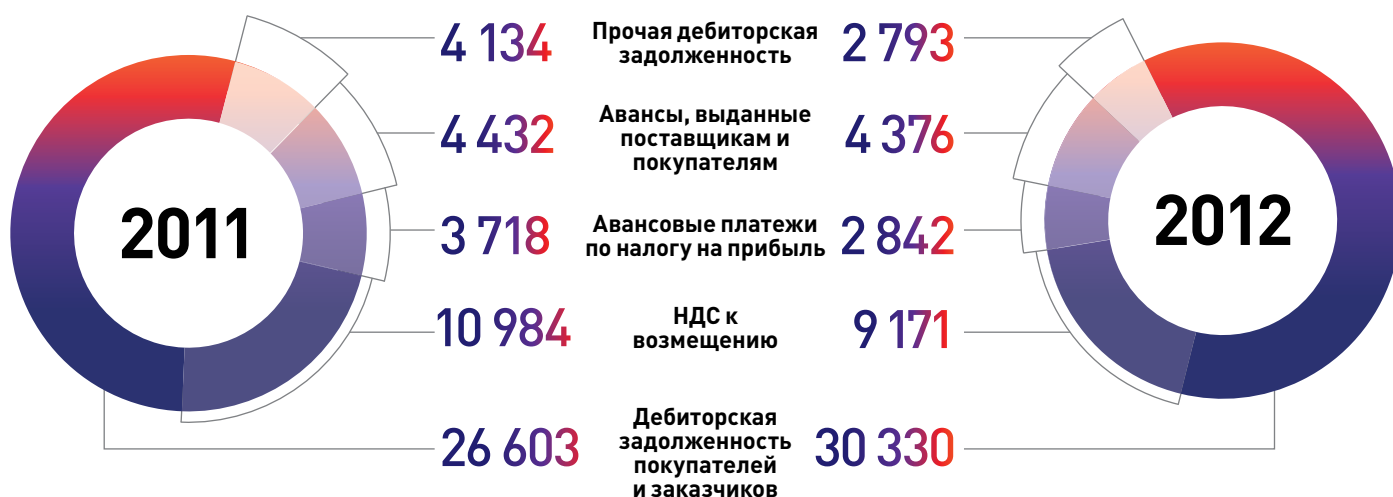 4 134
Прочая дебиторская
задолженность
2 793
4 432
Авансы, выданные
поставщикам и
покупателям
4 376
2011
3 718
Авансовые платежи
по налогу на прибыль
2 842
2012
10 984
НДС к
возмещению
9 171
26 603
Дебиторская
задолженность
покупателей
и заказчиков
30 330